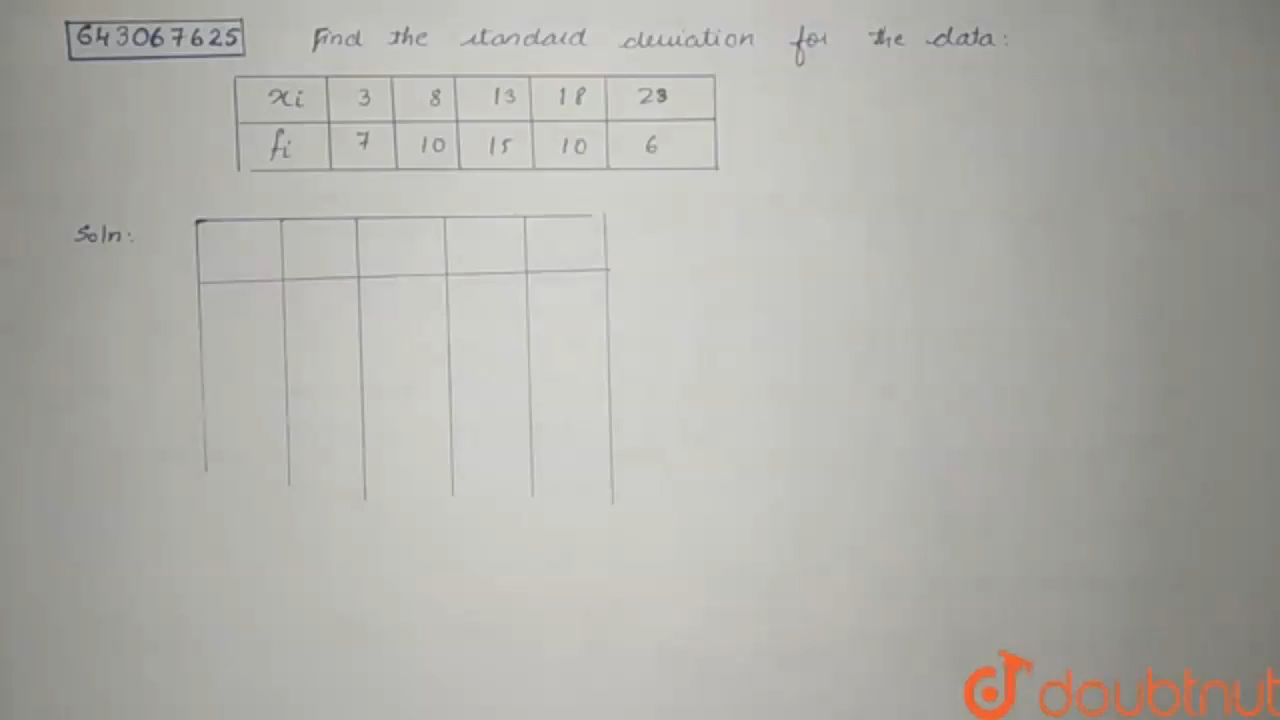 643067625 Find the standard deviation for the data:
xi 3 8 13 18 23
fi 7 10 15 10 6
Soln:
doubtnut